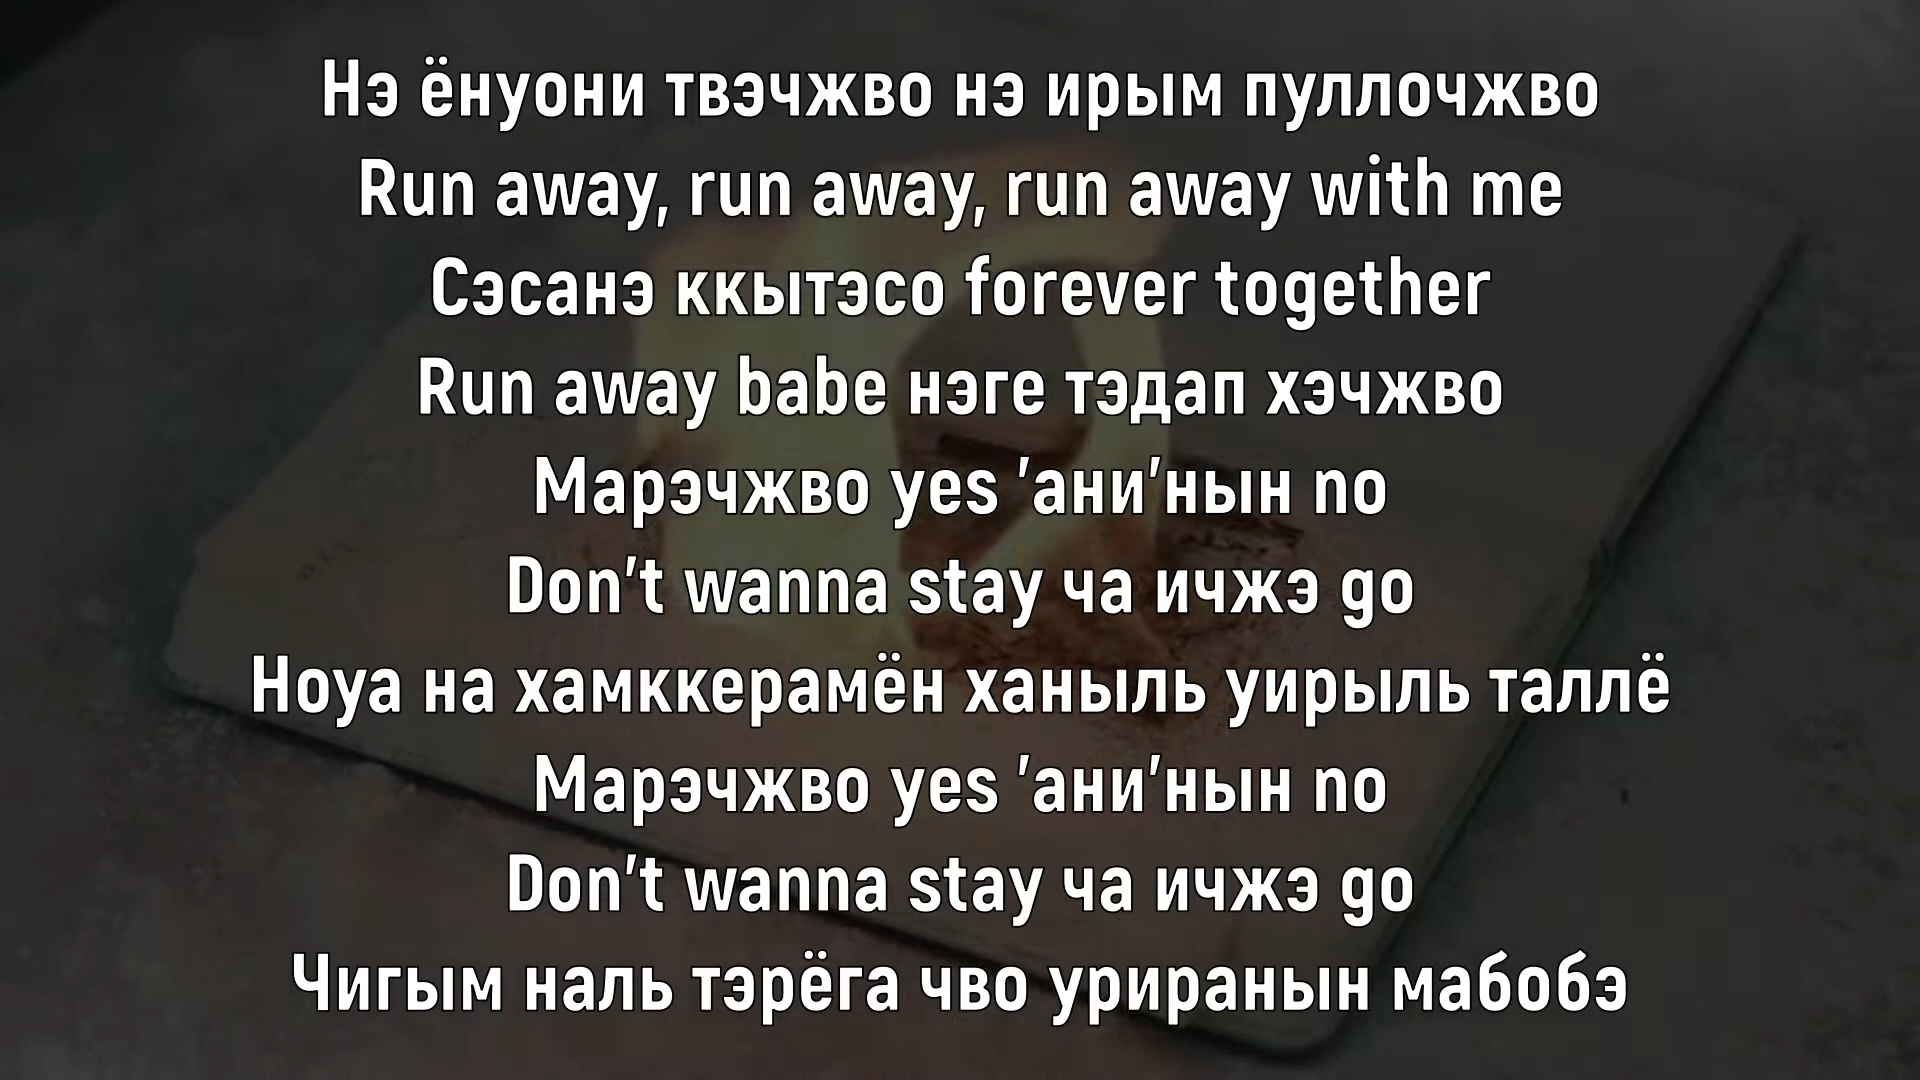 Нэ ёнуони твэчжво нэ ирым пуллочжво
Run away, run away, run away with me
Сэсанэ ккытэсо forever together
Run away babe нэге тэдап хэчжво
Марэчжво yes 'ани'нын no
Don't wanna stay ча ичжэ go
Ноуа на хамккерамён ханыль уирыль таллё
Марэчжво yes 'ани'нын no
Don't wanna stay ча ичжэ go
Чигым наль тэрёга чво урираныն мабобэ